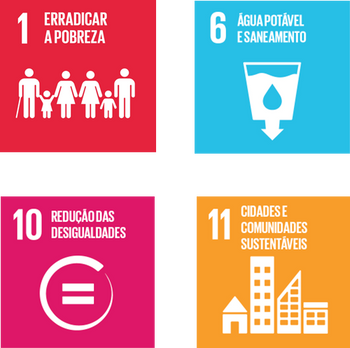 1 ERRADICAR
A POBREZA
6 ÁGUA POTÁVEL
E SANEAMENTO
10 REDUÇÃO DAS
DESIGUALDADES
11 CIDADES E
COMUNIDADES
SUSTENTÁVEIS